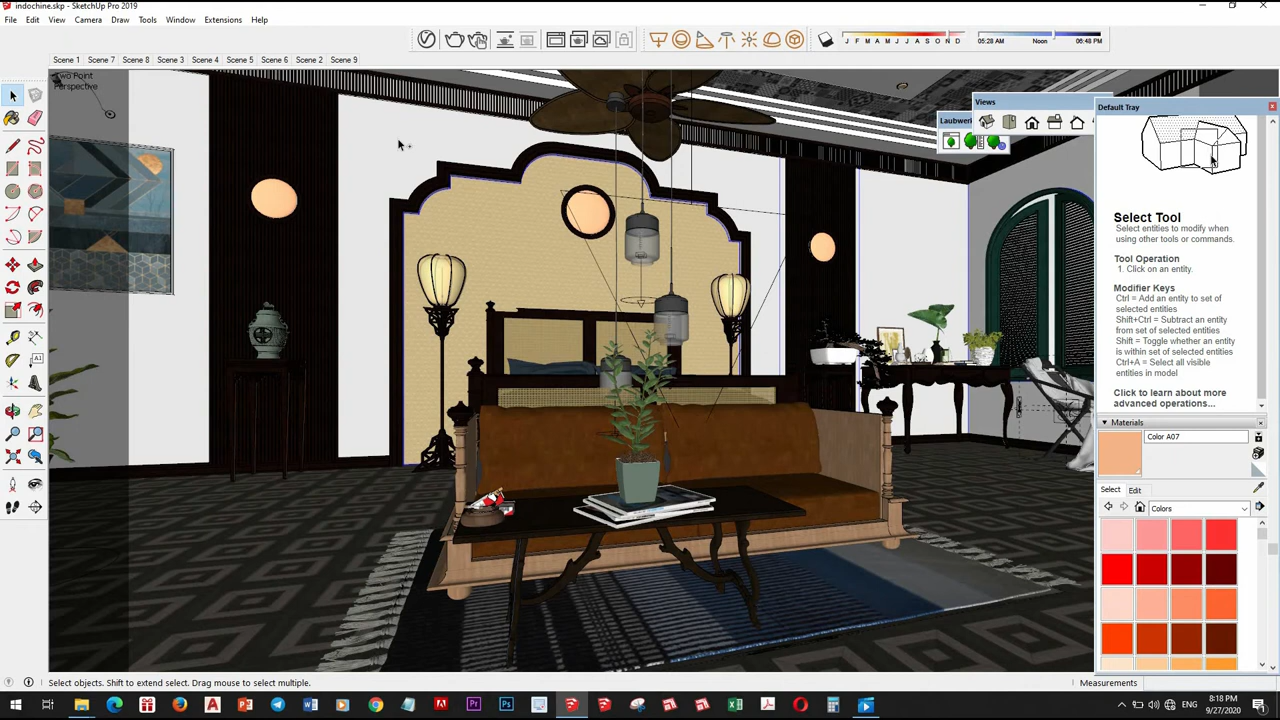 indochine.skp - SketchUp Pro 2019
File Edit View Camera Draw Tools Window Extensions Help
J F M A M J J A S O N D
05:28 AM Noon 06:48 PM
Scene 1 Scene 7 Scene 8 Scene 3 Scene 4 Scene 5 Scene 6 Scene 2 Scene 9
Two Point
Perspective
Views
Laubwerk
Default Tray
Select Tool
Select entities to modify when
using other tools or commands.
Tool Operation
1. Click on an entity.
Modifier Keys
Ctrl = Add an entity to set of
selected entities
Shift+Ctrl = Subtract an entity
from set of selected entities
Shift = Toggle whether an entity
is within set of selected entities
Ctrl+A = Select all visible
entities in model
Click to learn about more
advanced operations...
Materials
Color A07
Select Edit
Colors
Select objects. Shift to extend select. Drag mouse to select multiple.
Measurements
8:18 PM
9/27/2020